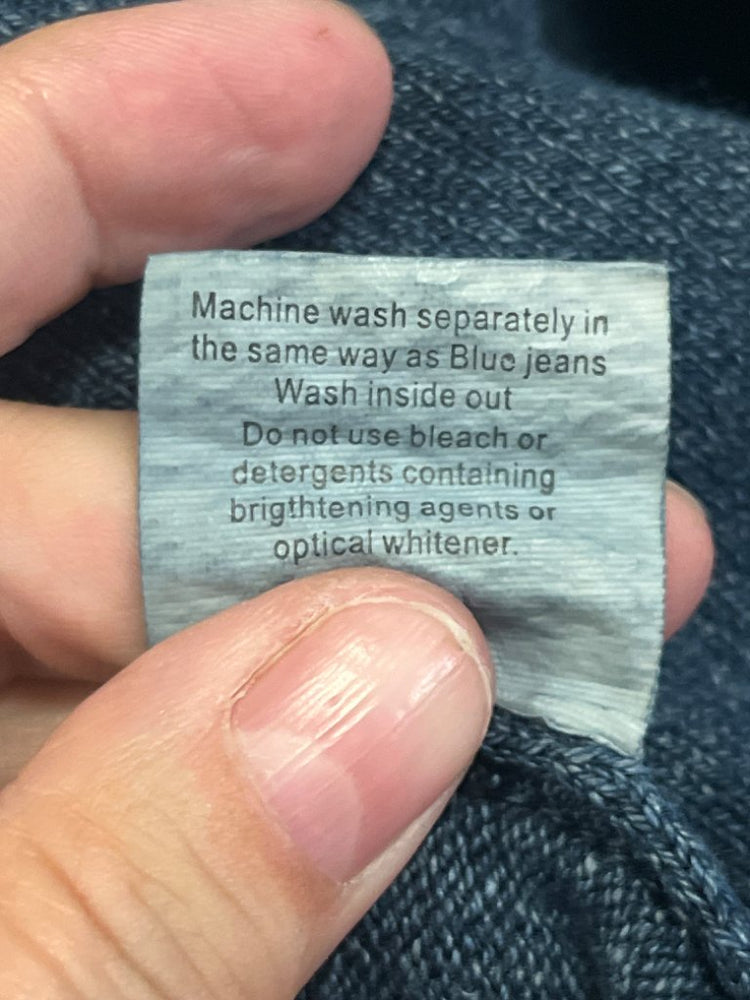 Machine wash separately in
the same way as Blue jeans
Wash inside out
Do not use bleach or
detergents containing
brigthtening agents or
optical whitener.